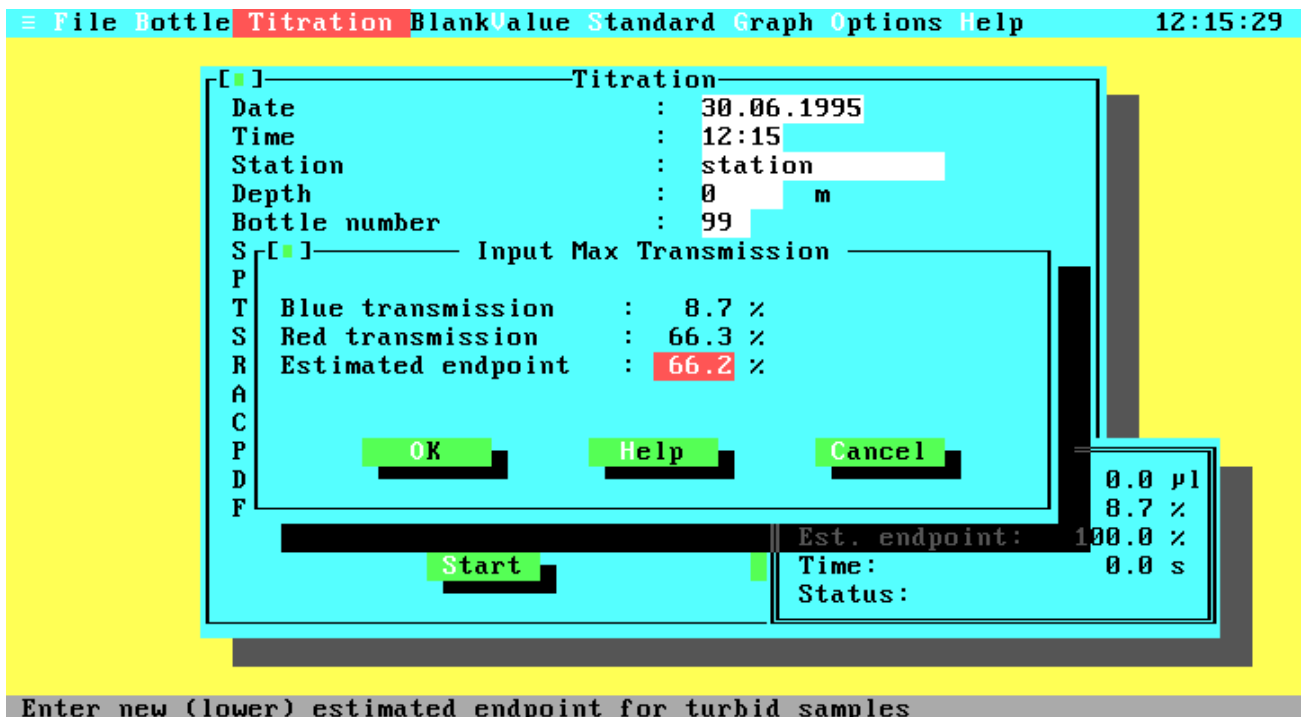 ≡ File Bottle Titration BlankValue Standard Graph Options Help 12:15:29
[■] Titration
Date : 30.06.1995
Time : 12:15
Station : station
Depth : 0 m
Bottle number : 99
S [■] Input Max Transmission
P
T Blue transmission : 8.7 %
S Red transmission : 66.3 %
R Estimated endpoint : 66.2 %
A
C
P OK Help Cancel
D 0.0 µl
F 8.7 %
Est. endpoint: 100.0 %
Start Time: 0.0 s
Status:
Enter new (lower) estimated endpoint for turbid samples